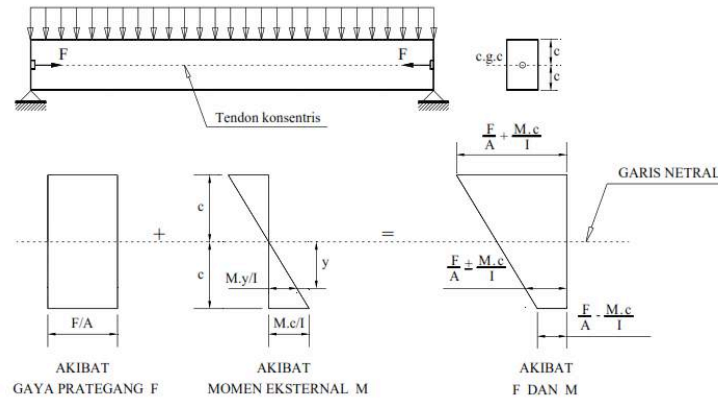 F
F
c.g.c
c
c
Tendon konsentris
F/A + M.c/I
GARIS NETRAL
c
c
+
=
y
M.y/I
F/A ± M.c/I
F/A
M.c/I
F/A - M.c/I
AKIBAT
GAYA PRATEGANG F
AKIBAT
MOMEN EKSTERNAL M
AKIBAT
F DAN M